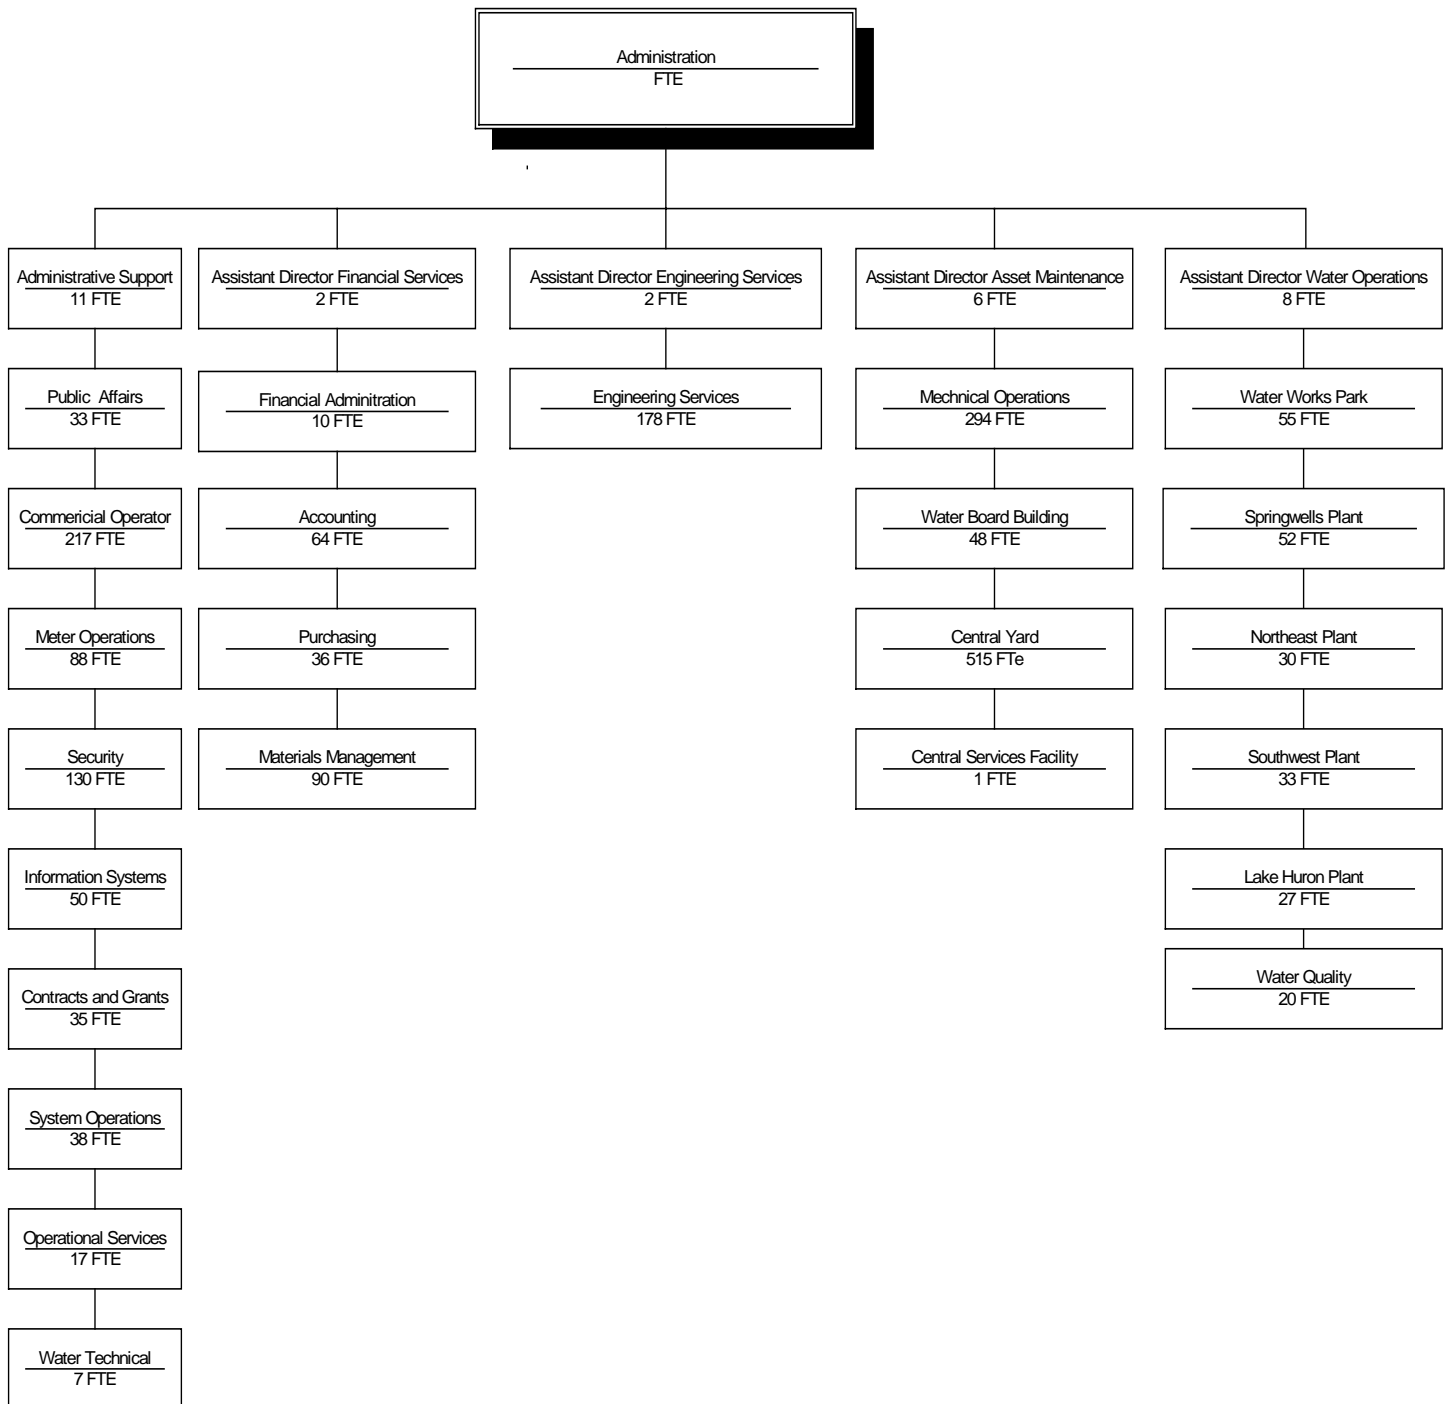 Administration
FTE
Administrative Support
11 FTE
Assistant Director Financial Services
2 FTE
Assistant Director Engineering Services
2 FTE
Assistant Director Asset Maintenance
6 FTE
Assistant Director Water Operations
8 FTE
Public Affairs
33 FTE
Financial Adminitration
10 FTE
Engineering Services
178 FTE
Mechnical Operations
294 FTE
Water Works Park
55 FTE
Commericial Operator
217 FTE
Accounting
64 FTE
Water Board Building
48 FTE
Springwells Plant
52 FTE
Meter Operations
88 FTE
Purchasing
36 FTE
Central Yard
515 FTe
Northeast Plant
30 FTE
Security
130 FTE
Materials Management
90 FTE
Central Services Facility
1 FTE
Southwest Plant
33 FTE
Information Systems
50 FTE
Lake Huron Plant
27 FTE
Contracts and Grants
35 FTE
Water Quality
20 FTE
System Operations
38 FTE
Operational Services
17 FTE
Water Technical
7 FTE